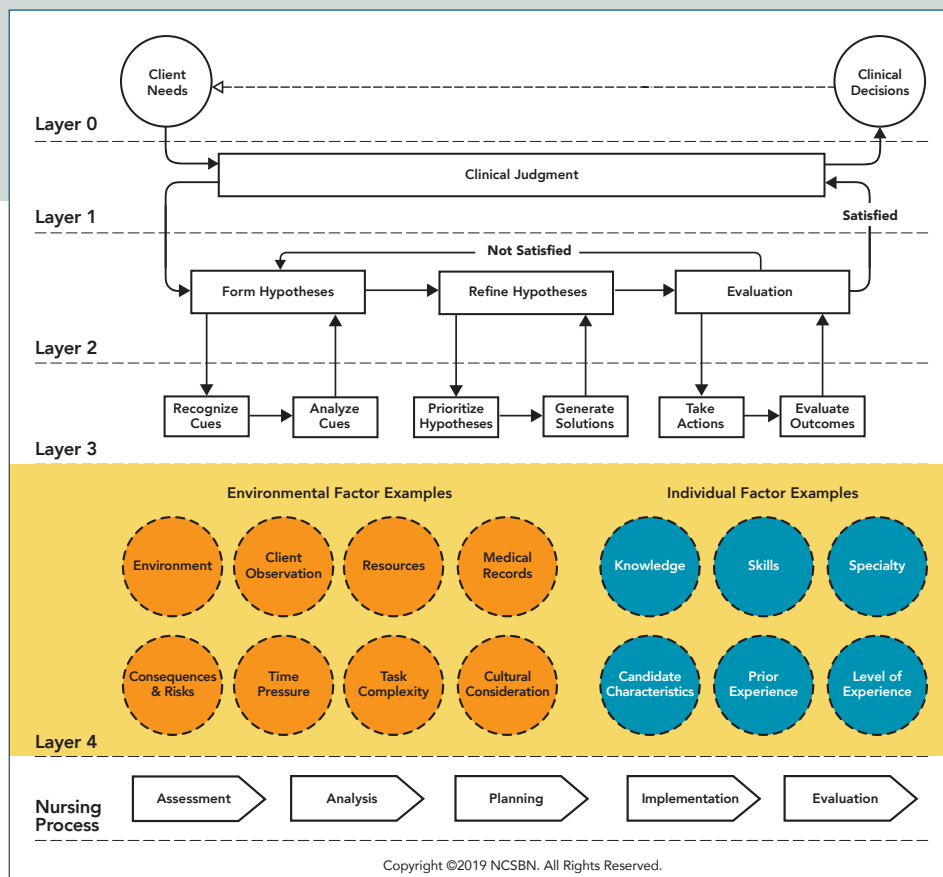 Client
Needs
Clinical
Decisions
Layer 0
Clinical Judgment
Layer 1
Satisfied
Not Satisfied
Form Hypotheses
Refine Hypotheses
Evaluation
Layer 2
Recognize
Cues
Analyze
Cues
Prioritize
Hypotheses
Generate
Solutions
Take
Actions
Evaluate
Outcomes
Layer 3
Environmental Factor Examples
Individual Factor Examples
Environment
Client
Observation
Resources
Medical
Records
Knowledge
Skills
Specialty
Consequences
& Risks
Time
Pressure
Task
Complexity
Cultural
Consideration
Candidate
Characteristics
Prior
Experience
Level of
Experience
Layer 4
Nursing
Process
Assessment
Analysis
Planning
Implementation
Evaluation
Copyright ©2019 NCSBN. All Rights Reserved.